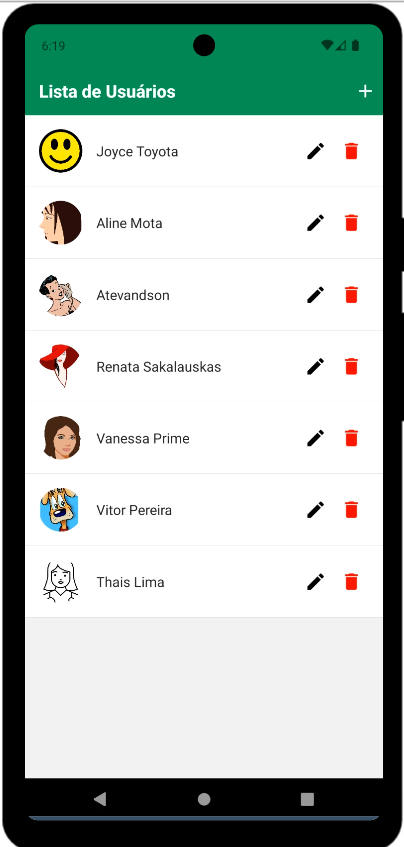 6:19
Lista de Usuários
Joyce Toyota
Aline Mota
Atevandson
Renata Sakalauskas
Vanessa Prime
Vitor Pereira
Thais Lima